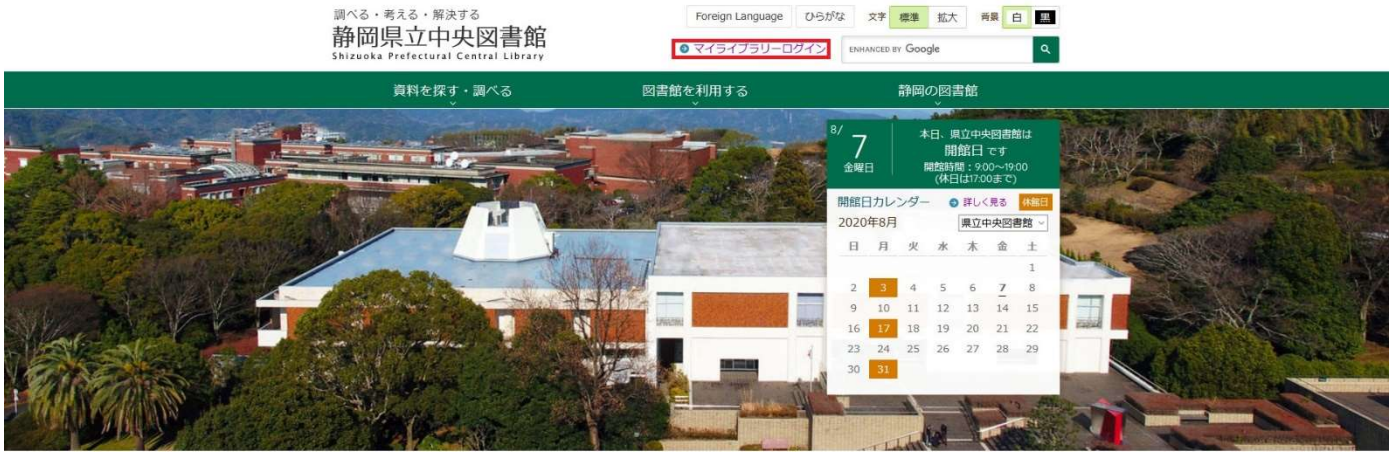 調べる・考える・解決する
静岡県立中央図書館
Shizuoka Prefectural Central Library
Foreign Language ひらがな 文字 標準 拡大 背景 白 黒
マイライブラリーログイン ENHANCED BY Google
資料を探す・調べる 図書館を利用する 静岡の図書館
8/
7
金曜日
本日、県立中央図書館は
開館日 です
開館時間：9:00～19:00
(休日は17:00まで)
開館日カレンダー 詳しく見る 休館日
2020年8月 県立中央図書館
日 月 火 水 木 金 土
1
2 3 4 5 6 7 8
9 10 11 12 13 14 15
16 17 18 19 20 21 22
23 24 25 26 27 28 29
30 31